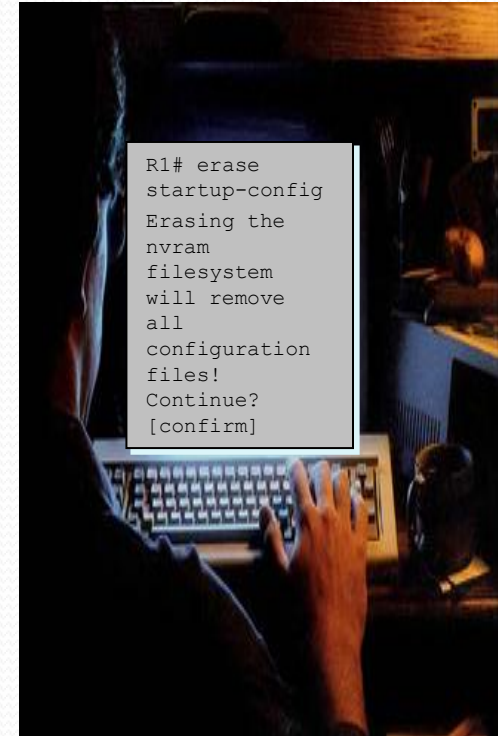 R1# erase
startup-config
Erasing the
nvram
filesystem
will remove
all
configuration
files!
Continue?
[confirm]